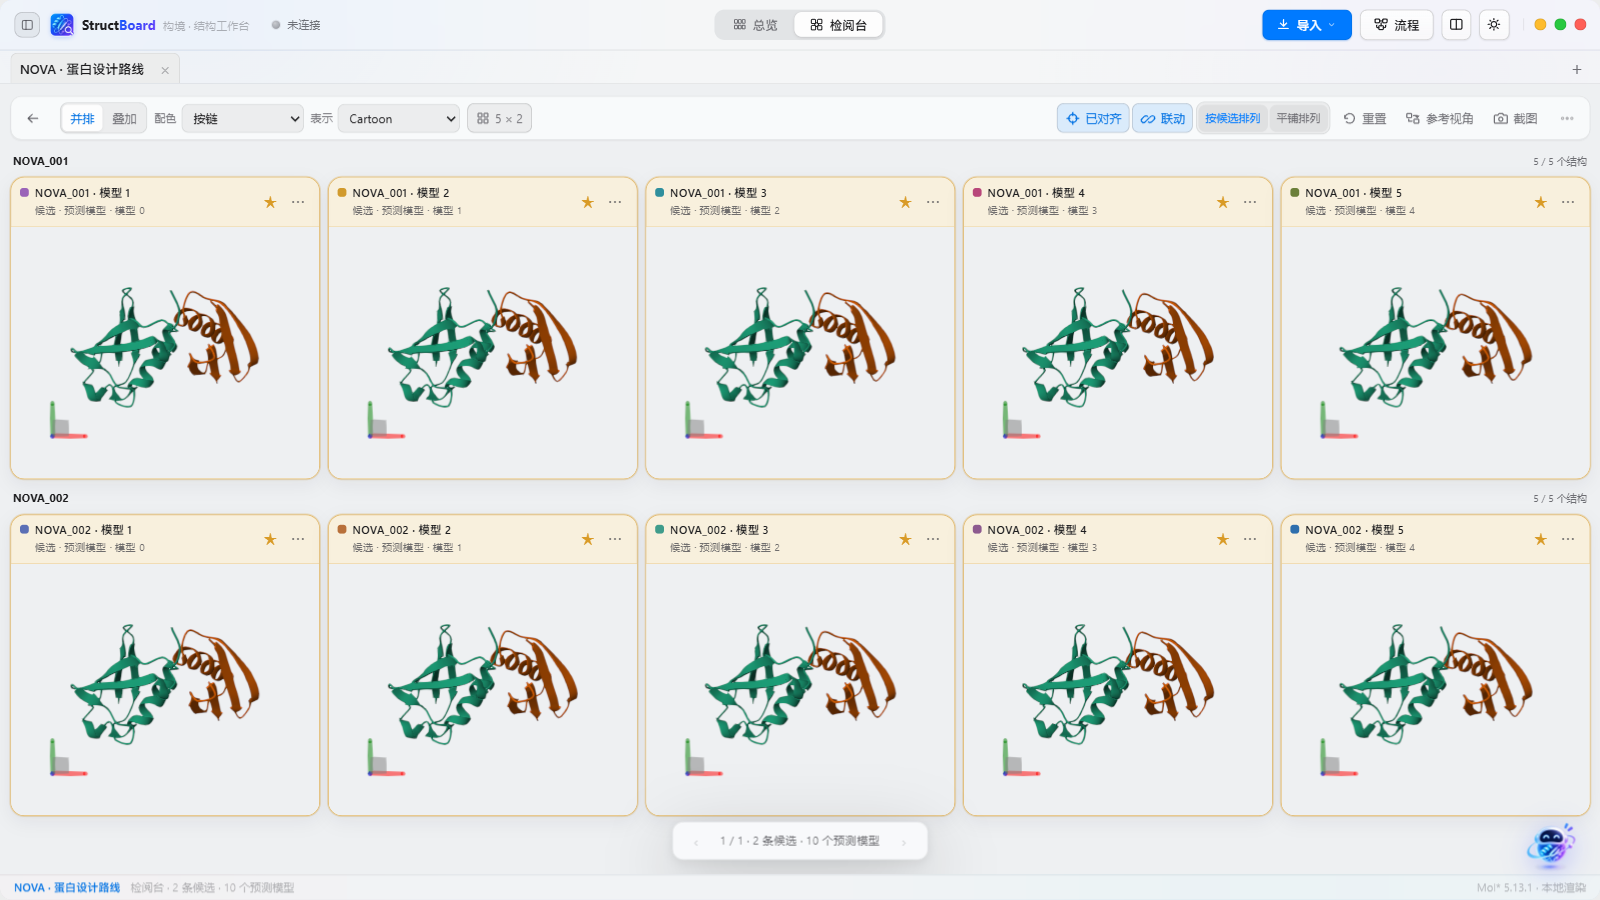 StructBoard 构境 · 结构工作台 未连接 总览 检阅台 导入 流程
NOVA · 蛋白设计路线 × +
并排 叠加 配色 按链 表示 Cartoon 5 × 2 已对齐 联动 按候选排列 平铺排列 重置 参考视角 截图 ···
NOVA_001 5 / 5 个结构
NOVA_001 · 模型 1
候选 · 预测模型 · 模型 0
NOVA_001 · 模型 2
候选 · 预测模型 · 模型 1
NOVA_001 · 模型 3
候选 · 预测模型 · 模型 2
NOVA_001 · 模型 4
候选 · 预测模型 · 模型 3
NOVA_001 · 模型 5
候选 · 预测模型 · 模型 4
NOVA_002 5 / 5 个结构
NOVA_002 · 模型 1
候选 · 预测模型 · 模型 0
NOVA_002 · 模型 2
候选 · 预测模型 · 模型 1
NOVA_002 · 模型 3
候选 · 预测模型 · 模型 2
NOVA_002 · 模型 4
候选 · 预测模型 · 模型 3
NOVA_002 · 模型 5
候选 · 预测模型 · 模型 4
‹ 1 / 1 · 2 条候选 · 10 个预测模型 ›
NOVA · 蛋白设计路线 检阅台 · 2 条候选 · 10 个预测模型 Mol* 5.13.1 · 本地渲染